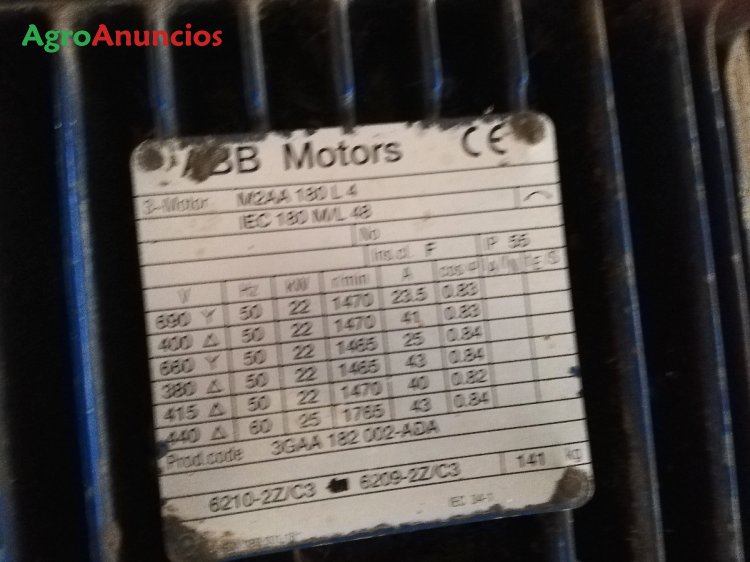 AgroAnuncios
ABB Motors CE
3~Motor M2AA 180 L 4
IEC 180 M/L 48
No
Ins.cl. F IP 55
V Hz kW r/min A cos φ
690 Y 50 22 1470 23.5 0.83
400 Δ 50 22 1470 41 0.83
660 Y 50 22 1465 25 0.84
380 Δ 50 22 1465 43 0.84
415 Δ 50 22 1470 40 0.82
440 Δ 60 25 1765 43 0.84
Prod.code 3GAA 182 002-ADA
6210-2Z/C3 6209-2Z/C3 141 kg
IEC 34-1